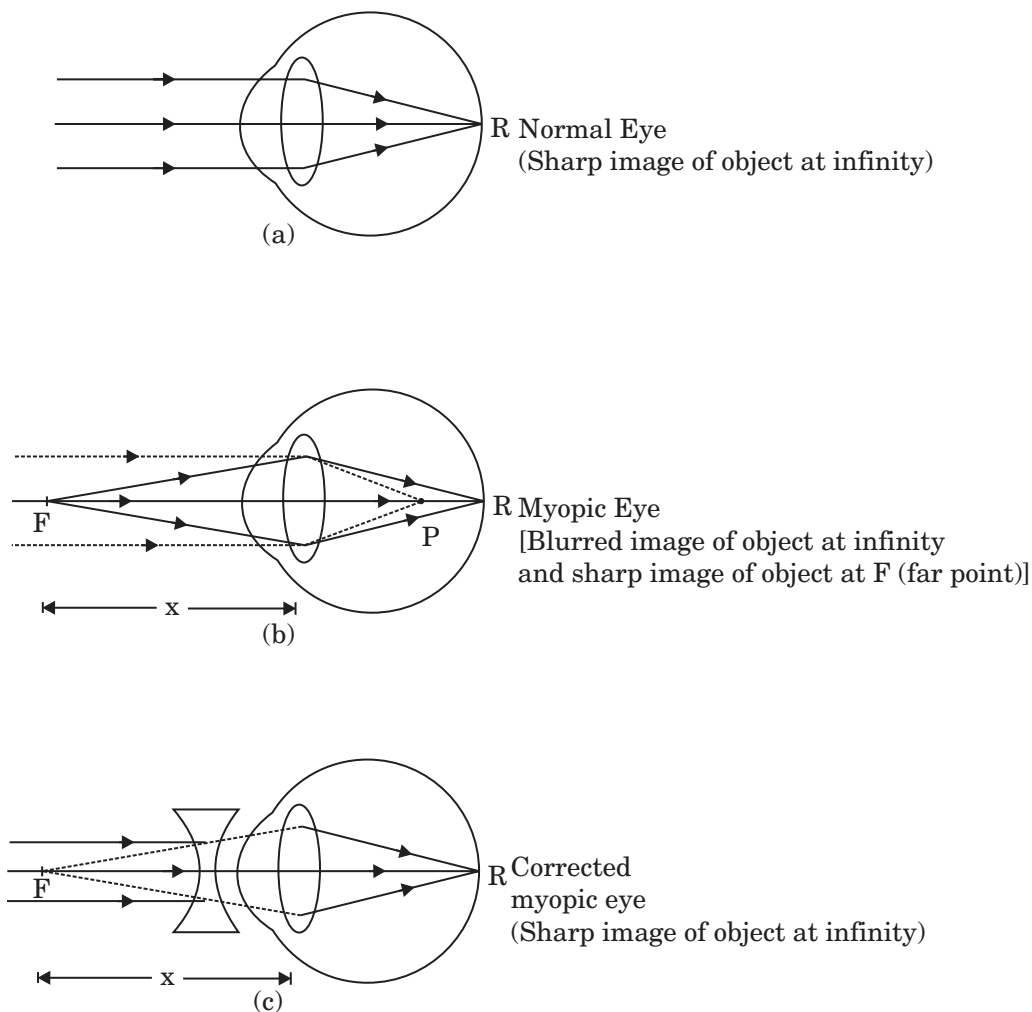 R Normal Eye
(Sharp image of object at infinity)
(a)
F
P
R Myopic Eye
[Blurred image of object at infinity
and sharp image of object at F (far point)]
x
(b)
F
R Corrected
myopic eye
(Sharp image of object at infinity)
x
(c)